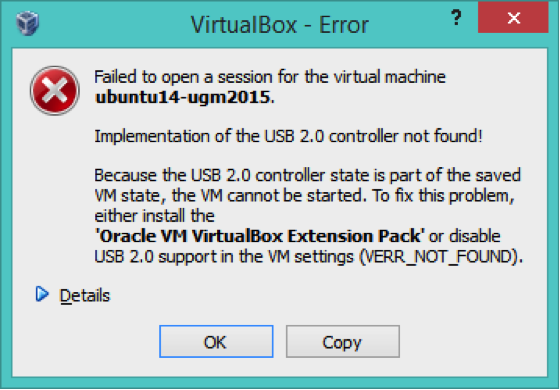 VirtualBox - Error
?
Failed to open a session for the virtual machine
ubuntu14-ugm2015.
Implementation of the USB 2.0 controller not found!
Because the USB 2.0 controller state is part of the saved
VM state, the VM cannot be started. To fix this problem,
either install the
'Oracle VM VirtualBox Extension Pack' or disable
USB 2.0 support in the VM settings (VERR_NOT_FOUND).
Details
OK
Copy